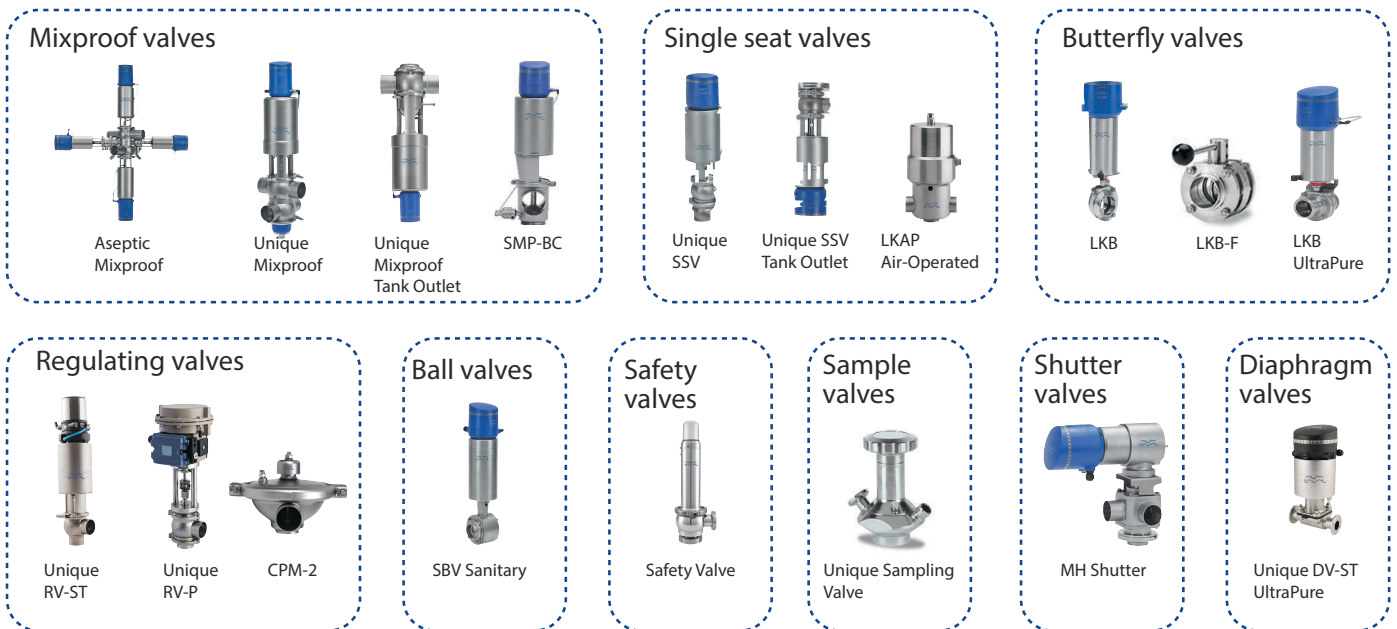 Mixproof valves
Aseptic
Mixproof
Unique
Mixproof
Unique
Mixproof
Tank Outlet
SMP-BC
Single seat valves
Unique
SSV
Unique SSV
Tank Outlet
LKAP
Air-Operated
Butterfly valves
LKB
LKB-F
LKB
UltraPure
Regulating valves
Unique
RV-ST
Unique
RV-P
CPM-2
Ball valves
SBV Sanitary
Safety
valves
Safety Valve
Sample
valves
Unique Sampling
Valve
Shutter
valves
MH Shutter
Diaphragm
valves
Unique DV-ST
UltraPure